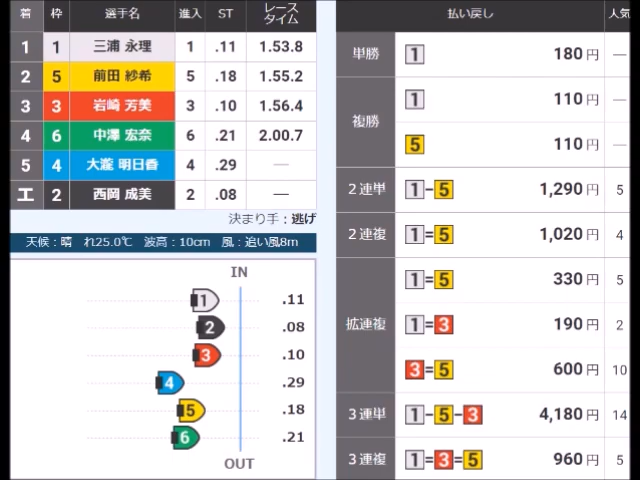 着 枠 選手名 進入 ST レースタイム
1 1 三浦 永理 1 .11 1.53.8
2 5 前田 紗希 5 .18 1.55.2
3 3 岩崎 芳美 3 .10 1.56.4
4 6 中澤 宏奈 6 .21 2.00.7
5 4 大瀧 明日香 4 .29 —
エ 2 西岡 成美 2 .08 —
決まり手：逃げ
天候：晴 れ25.0℃ 波高：10cm 風：追い風8m
IN
1 .11
2 .08
3 .10
4 .29
5 .18
6 .21
OUT
払い戻し 人気
単勝 1 180円 —
複勝 1 110円 —
5 110円 —
2連単 1-5 1,290円 5
2連複 1=5 1,020円 4
拡連複 1=5 330円 5
1=3 190円 2
3=5 600円 10
3連単 1-5-3 4,180円 14
3連複 1=3=5 960円 5